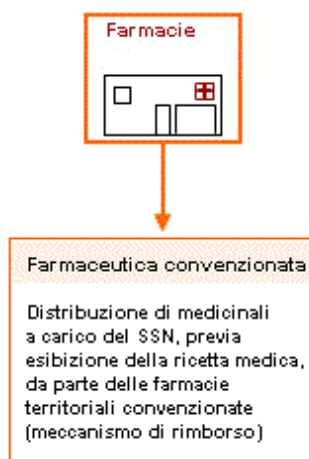 Farmacie
Farmaceutica convenzionata
Distribuzione di medicinali
a carico del SSN, previa
esibizione della ricetta medica,
da parte delle farmacie
territoriali convenzionate
(meccanismo di rimborso)